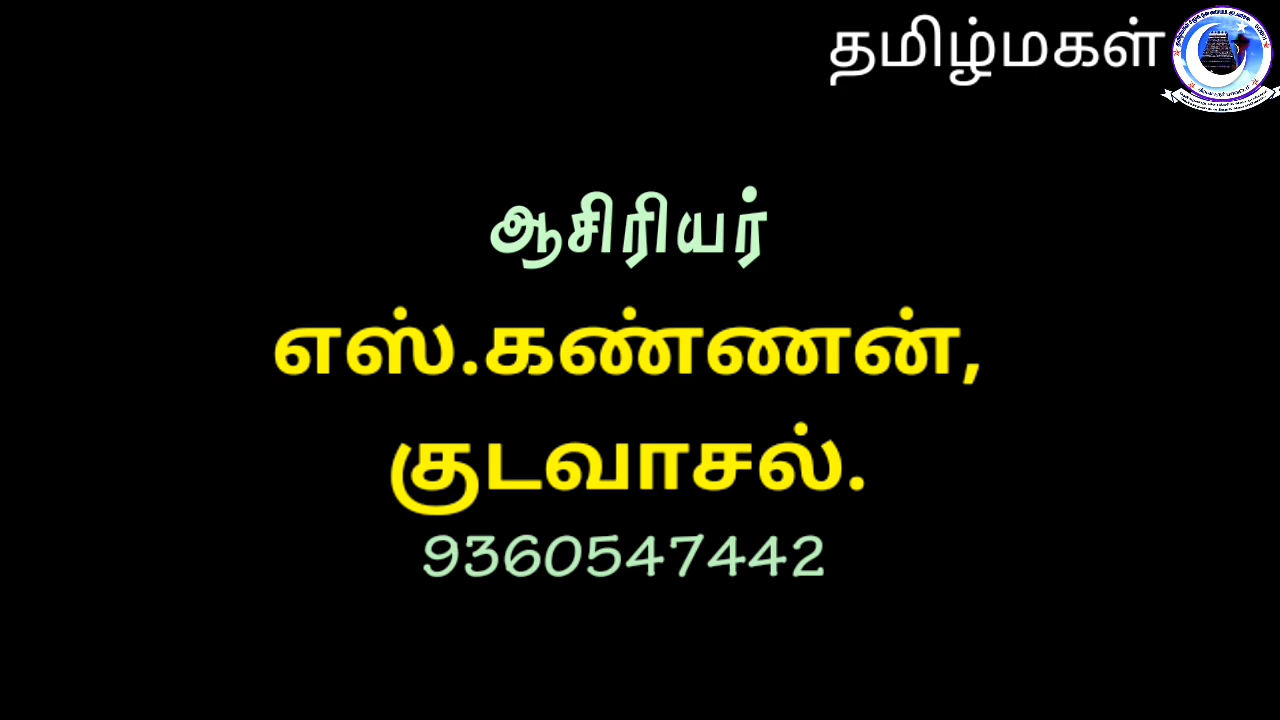 தமிழ்மகள்
ஆசிரியர்
எஸ்.கண்ணன்,
குடவாசல்.
9360547442